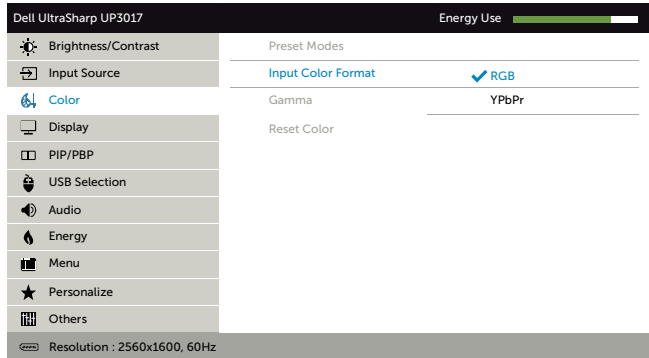 Dell UltraSharp UP3017 Energy Use
Brightness/Contrast Preset Modes
Input Source Input Color Format RGB
Color Gamma YPbPr
Display Reset Color
PIP/PBP
USB Selection
Audio
Energy
Menu
Personalize
Others
Resolution : 2560x1600, 60Hz